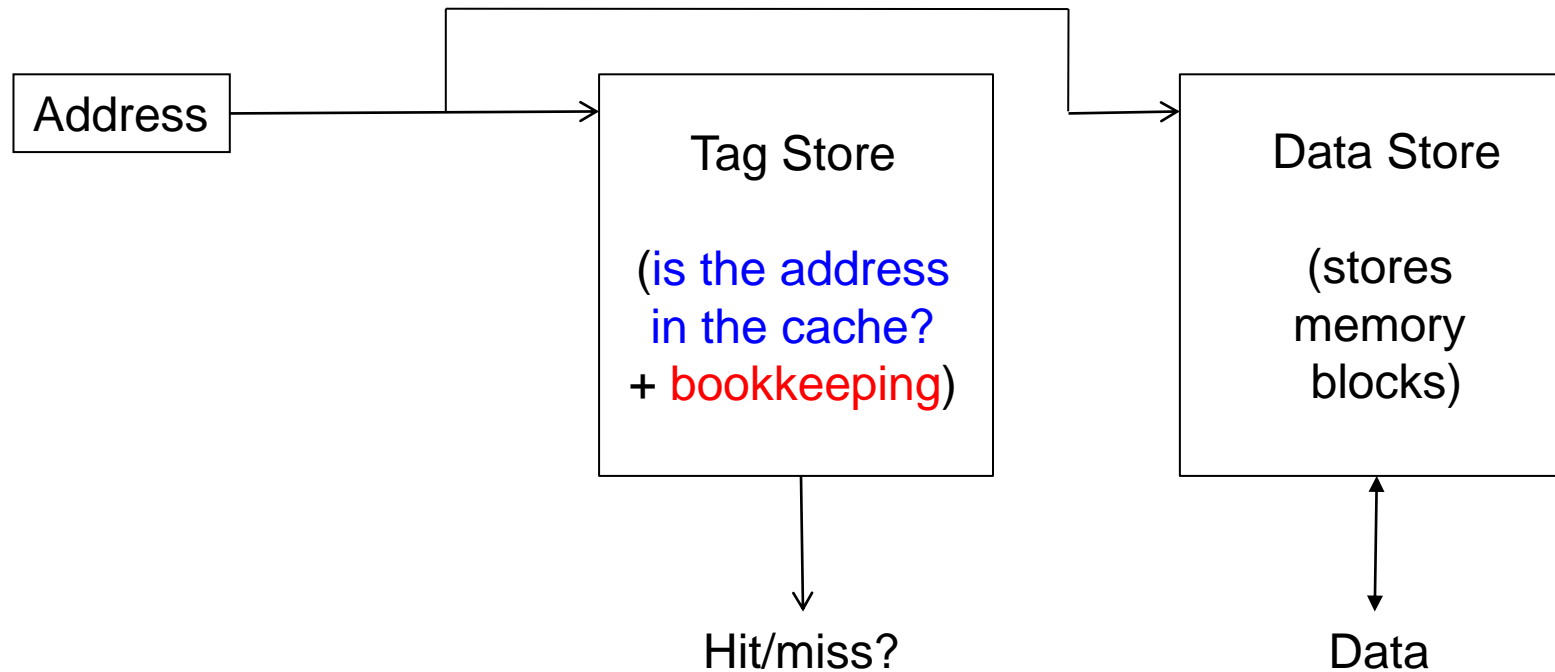 Address
Tag Store
(is the address
in the cache?
+ bookkeeping)
Hit/miss?
Data Store
(stores
memory
blocks)
Data